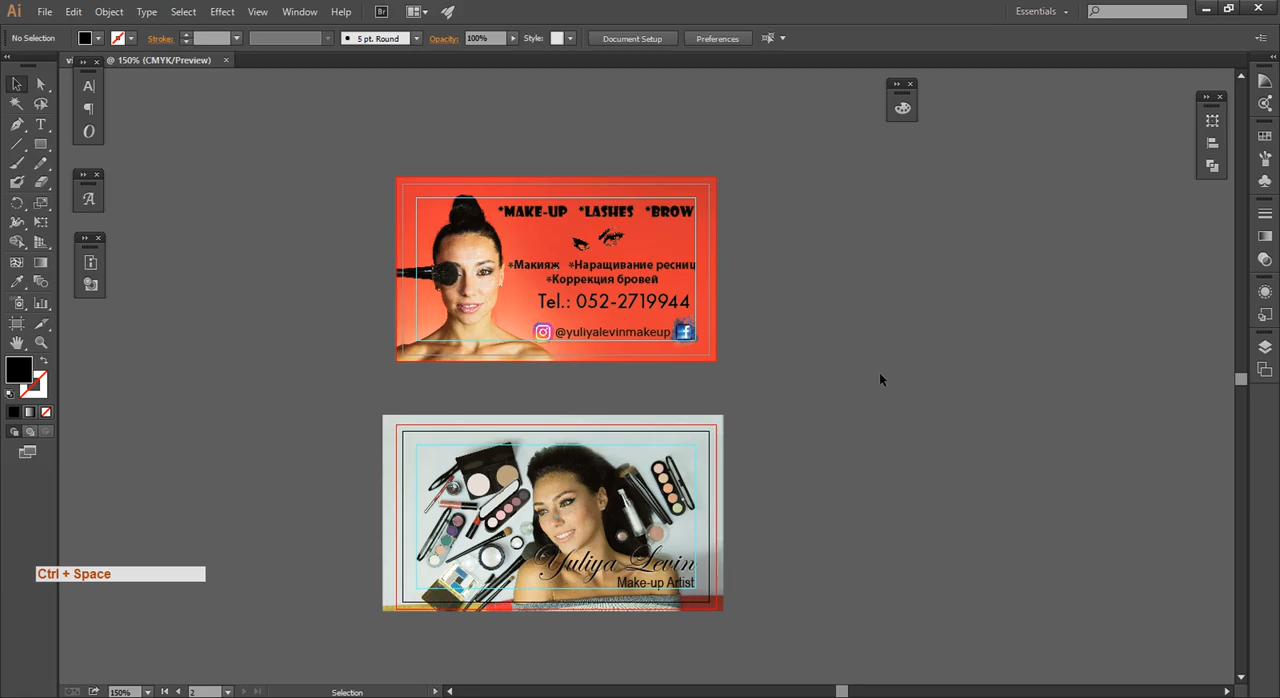 Ai File Edit Object Type Select Effect View Window Help Br Essentials
No Selection Stroke: 5 pt. Round Opacity: 100% Style: Document Setup Preferences
@ 150% (CMYK/Preview)
*MAKE-UP *LASHES *BROW
*Макияж *Наращивание ресниц
*Коррекция бровей
Tel.: 052-2719944
@yuliyalevinmakeup
Yuliya Levin
Make-up Artist
Ctrl + Space
150% 2 Selection